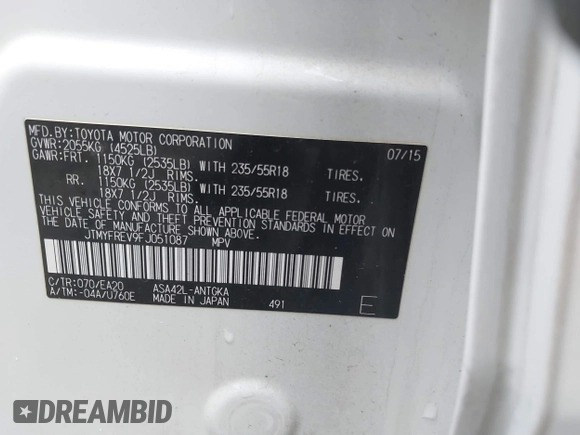 MFD.BY:TOYOTA MOTOR CORPORATION 07/15
GVWR:2055KG (4525LB)
GAWR:FRT. 1150KG (2535LB) WITH 235/55R18 TIRES.
18X7 1/2J RIMS.
RR. 1150KG (2535LB) WITH 235/55R18 TIRES.
18X7 1/2J RIMS.
THIS VEHICLE CONFORMS TO ALL APPLICABLE FEDERAL MOTOR
VEHICLE SAFETY AND THEFT PREVENTION STANDARDS IN EFFECT ON
THE DATE OF MANUFACTURE SHOWN ABOVE.
JTMYFREV9FJ051087 MPV
C/TR:070/EA20 ASA42L-ANTGKA
A/TM:-04A/U760E MADE IN JAPAN 491 E
DREAMBID